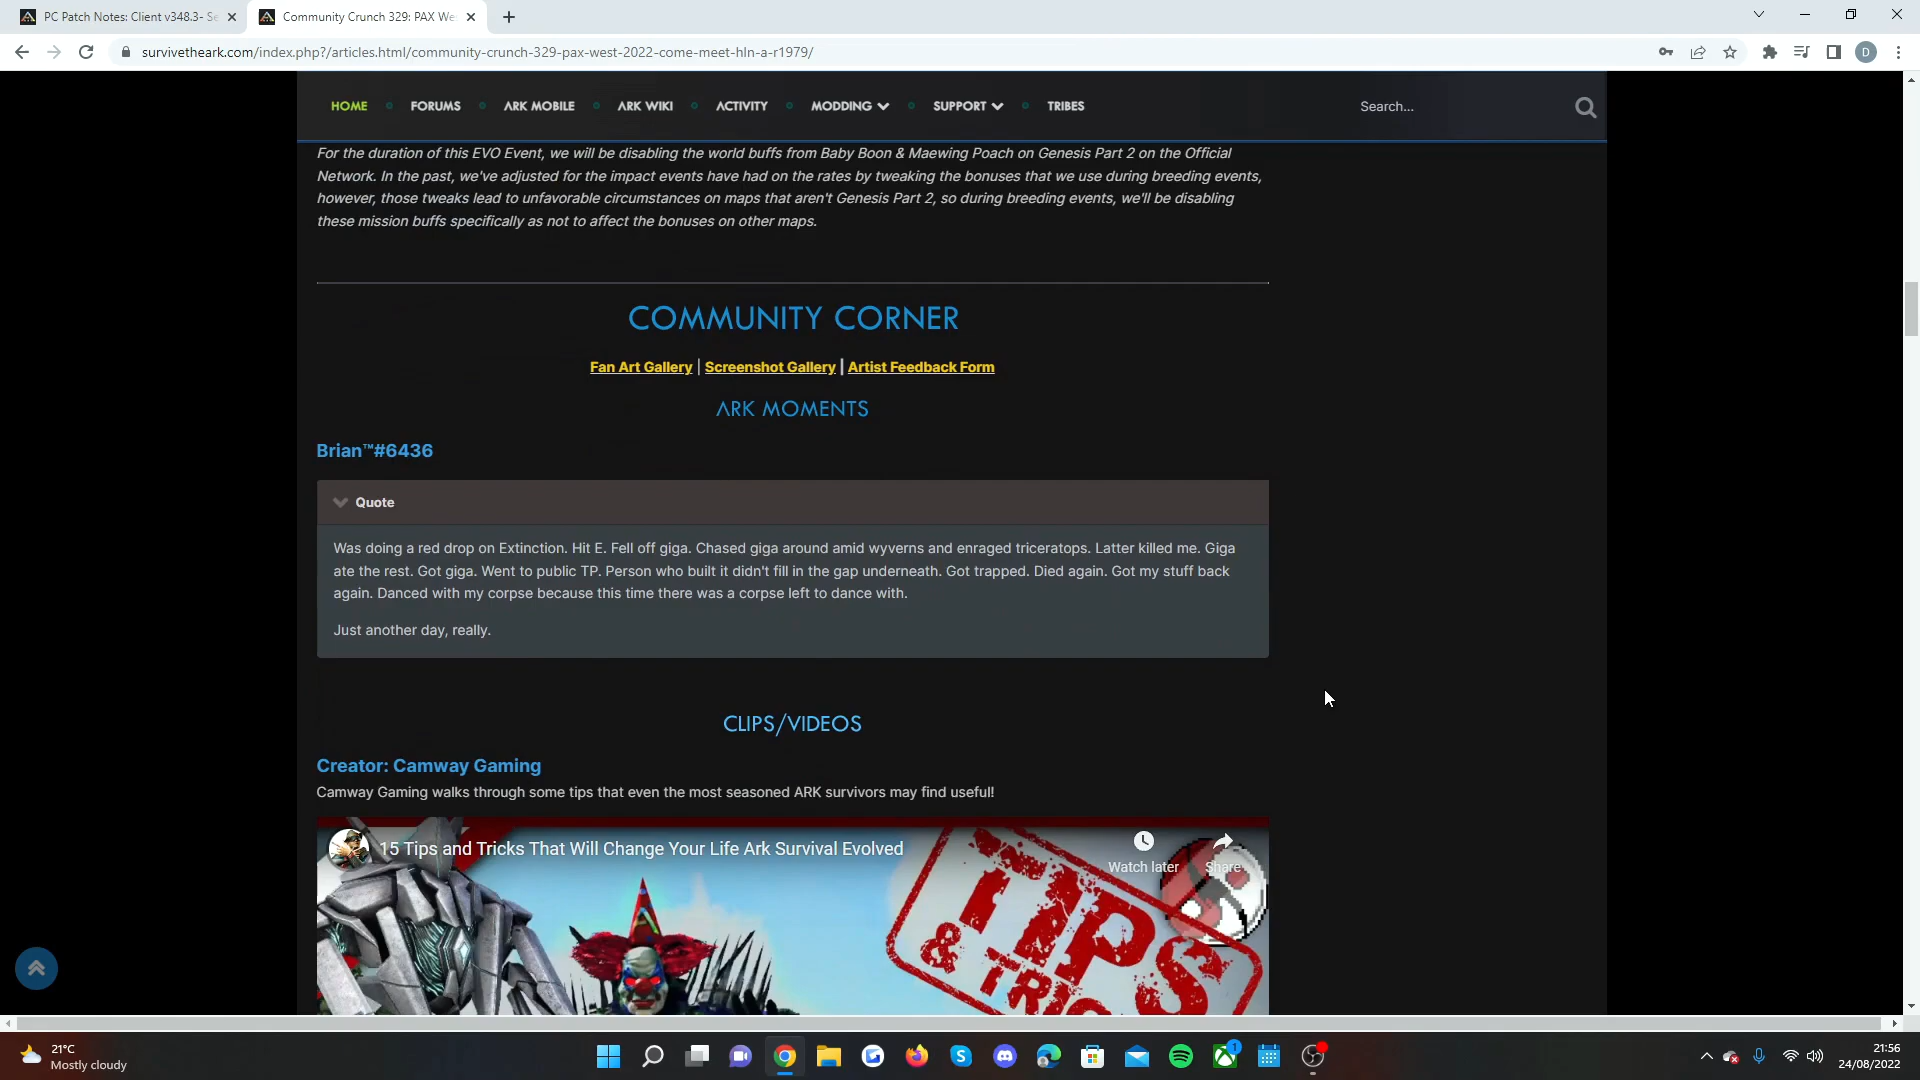 PC Patch Notes: Client v348.3- Se
Community Crunch 329: PAX We
survivetheark.com/index.php?/articles.html/community-crunch-329-pax-west-2022-come-meet-hln-a-r1979/
D
HOME FORUMS ARK MOBILE ARK WIKI ACTIVITY MODDING SUPPORT TRIBES Search...
For the duration of this EVO Event, we will be disabling the world buffs from Baby Boon & Maewing Poach on Genesis Part 2 on the Official
Network. In the past, we've adjusted for the impact events have had on the rates by tweaking the bonuses that we use during breeding events,
however, those tweaks lead to unfavorable circumstances on maps that aren't Genesis Part 2, so during breeding events, we'll be disabling
these mission buffs specifically as not to affect the bonuses on other maps.
COMMUNITY CORNER
Fan Art Gallery | Screenshot Gallery | Artist Feedback Form
ARK MOMENTS
Brian™#6436
Quote
Was doing a red drop on Extinction. Hit E. Fell off giga. Chased giga around amid wyverns and enraged triceratops. Latter killed me. Giga
ate the rest. Got giga. Went to public TP. Person who built it didn't fill in the gap underneath. Got trapped. Died again. Got my stuff back
again. Danced with my corpse because this time there was a corpse left to dance with.
Just another day, really.
CLIPS/VIDEOS
Creator: Camway Gaming
Camway Gaming walks through some tips that even the most seasoned ARK survivors may find useful!
15 Tips and Tricks That Will Change Your Life Ark Survival Evolved
Watch later Share
TIPS
& TRIC
21°C
Mostly cloudy
1
21:56
24/08/2022